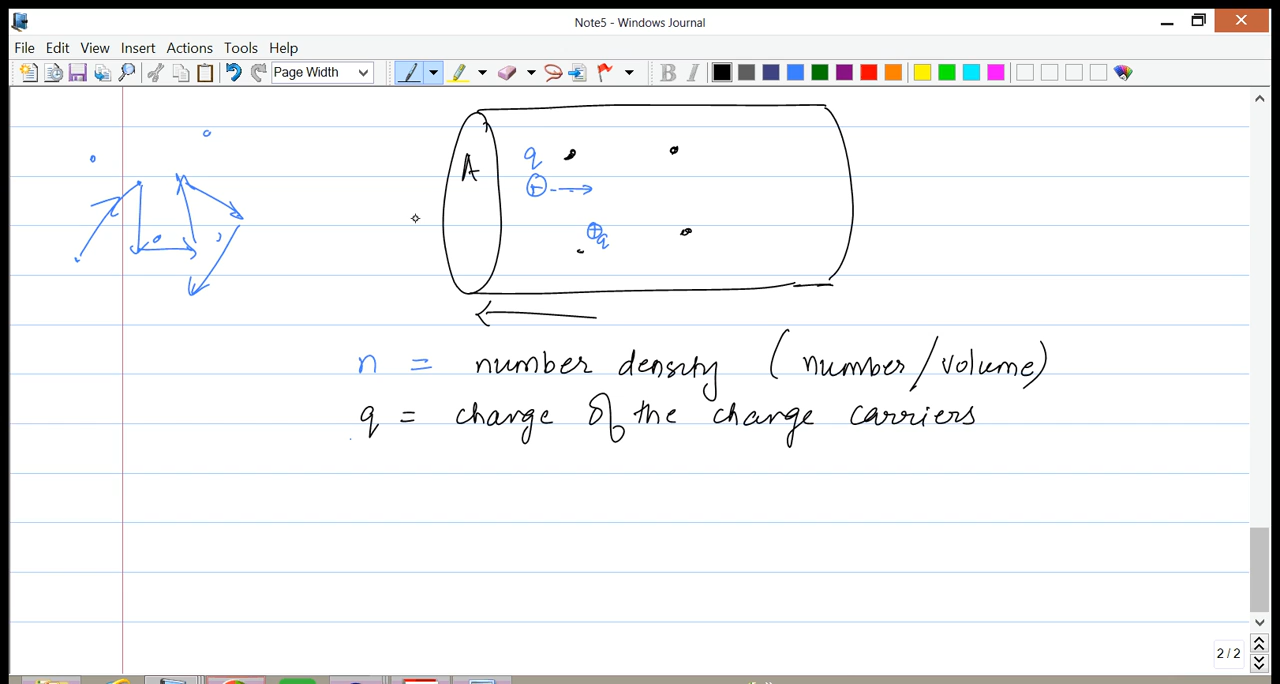 Note5 - Windows Journal
File Edit View Insert Actions Tools Help
Page Width
B I
A
q
q
n = number density (number/volume)
q = charge of the charge carriers
2 / 2